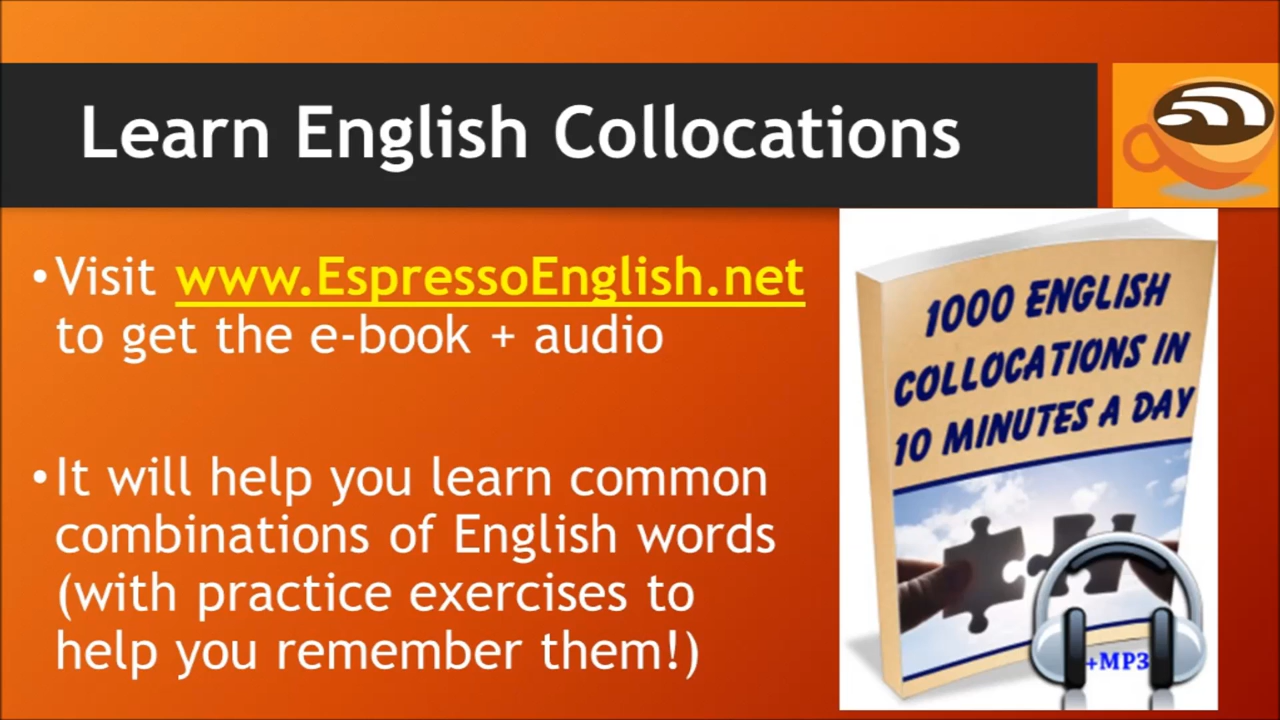 Learn English Collocations
•Visit www.EspressoEnglish.net
to get the e-book + audio
•It will help you learn common
combinations of English words
(with practice exercises to
help you remember them!)
1000 ENGLISH
COLLOCATIONS IN
10 MINUTES A DAY
+MP3